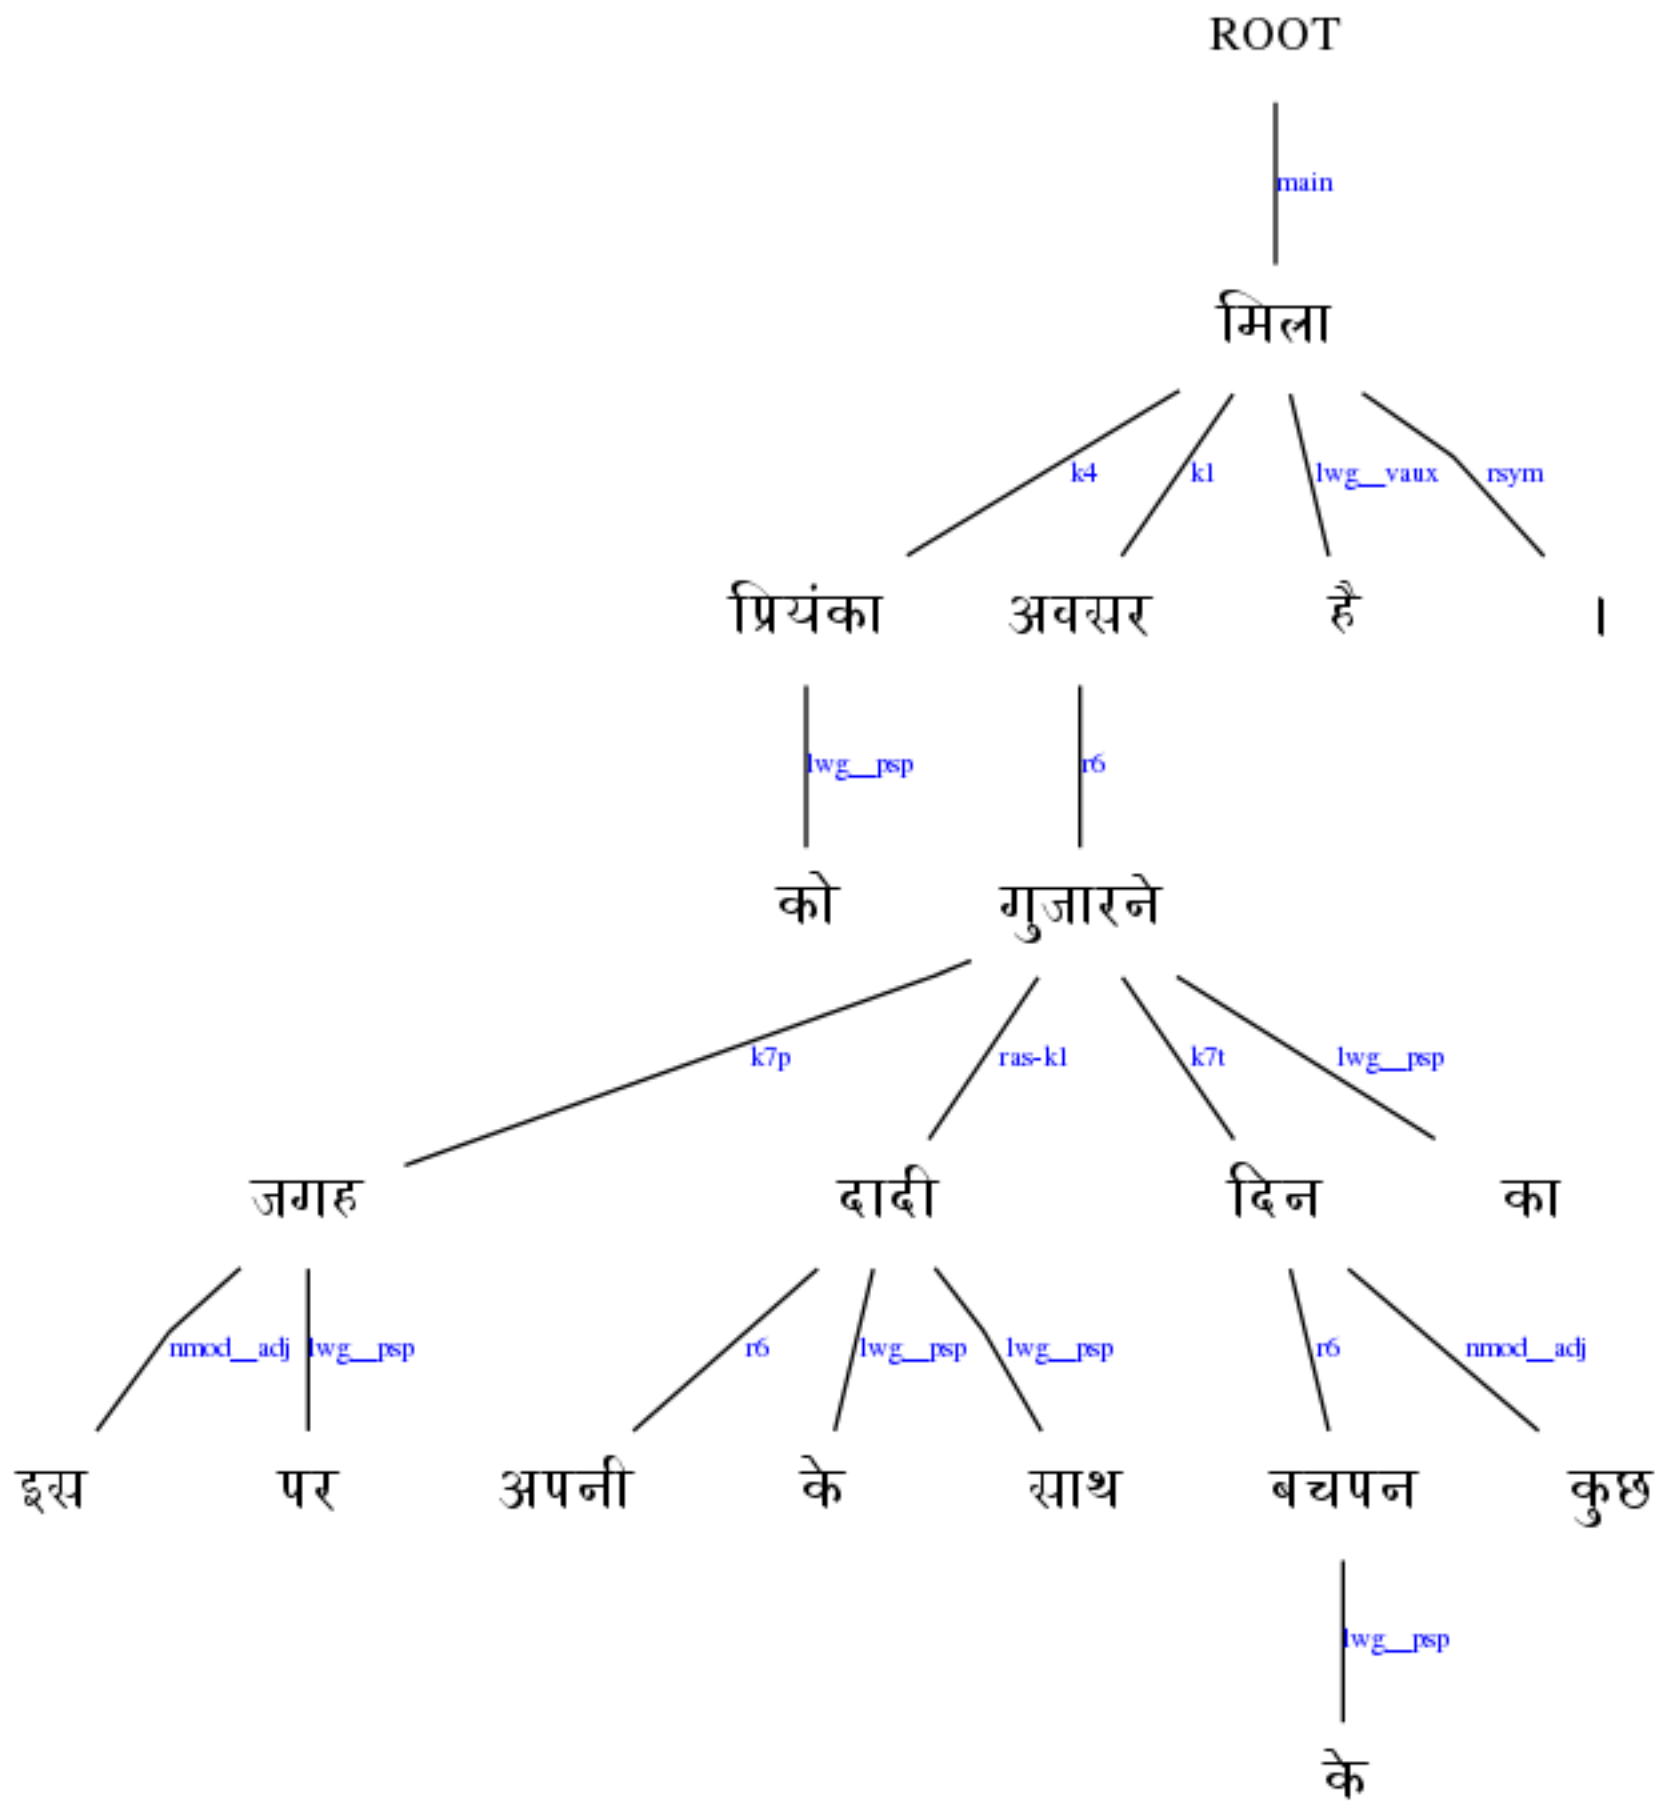 ROOT
main
मिला
k4 k1 lwg__vaux rsym
प्रियंका अवसर है ।
lwg__psp r6
को गुजारने
k7p ras-k1 k7t lwg__psp
जगह दादी दिन का
nmod__adj lwg__psp r6 lwg__psp lwg__psp r6 nmod__adj
इस पर अपनी के साथ बचपन कुछ
lwg__psp
के